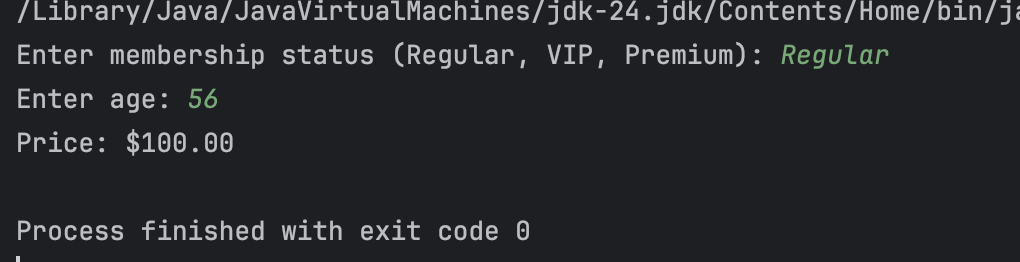 /Library/Java/JavaVirtualMachines/jdk-24.jdk/Contents/Home/bin/
Enter membership status (Regular, VIP, Premium): Regular
Enter age: 56
Price: $100.00
Process finished with exit code 0